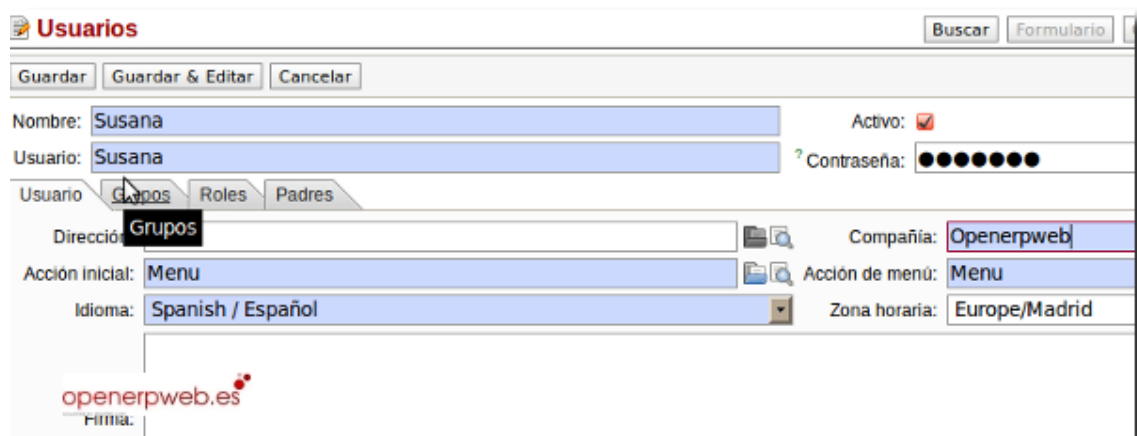 Usuarios Buscar Formulario
Guardar Guardar & Editar Cancelar
Nombre: Susana Activo:
Usuario: Susana ? Contraseña: ●●●●●●●
Usuario Grupos Roles Padres
Grupos
Dirección Compañía: Openerpweb
Acción inicial: Menu Acción de menú: Menu
Idioma: Spanish / Español Zona horaria: Europe/Madrid
openerpweb.es
Firma: